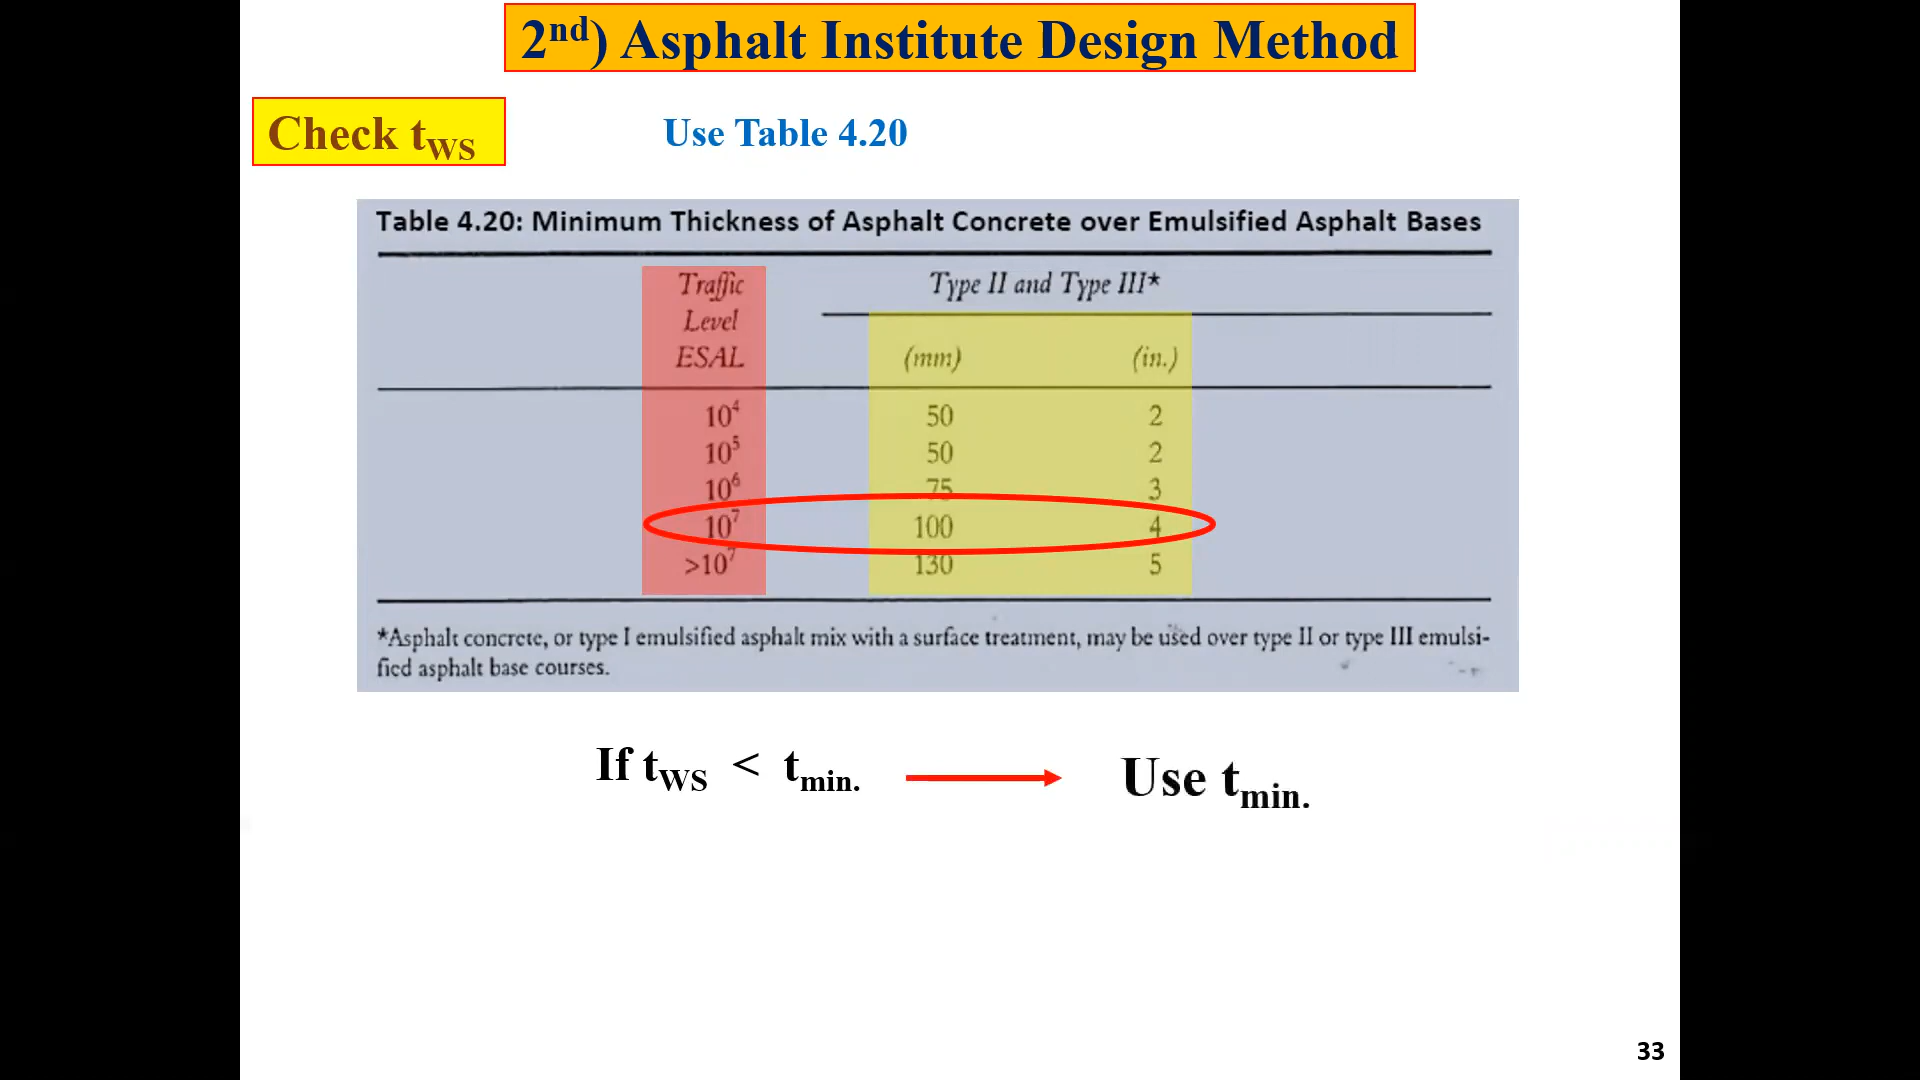 2nd) Asphalt Institute Design Method
Check tWS
Use Table 4.20
Table 4.20: Minimum Thickness of Asphalt Concrete over Emulsified Asphalt Bases
Traffic Level ESAL
Type II and Type III*
(mm) (in.)
10⁴ 50 2
10⁵ 50 2
10⁶ 75 3
10⁷ 100 4
>10⁷ 130 5
*Asphalt concrete, or type I emulsified asphalt mix with a surface treatment, may be used over type II or type III emulsi-
fied asphalt base courses.
If tWS < tmin. Use tmin.
33